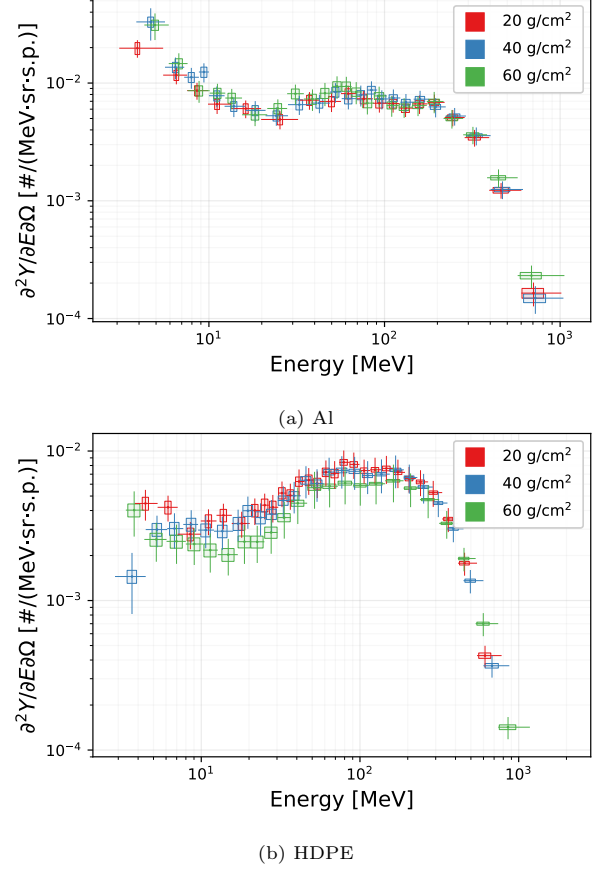 20 g/cm²
40 g/cm²
60 g/cm²
∂²Y/∂E∂Ω [#/(MeV·sr·s.p.)]
10⁻²
10⁻³
10⁻⁴
10¹ 10² 10³
Energy [MeV]
(a) Al
20 g/cm²
40 g/cm²
60 g/cm²
∂²Y/∂E∂Ω [#/(MeV·sr·s.p.)]
10⁻²
10⁻³
10⁻⁴
10¹ 10² 10³
Energy [MeV]
(b) HDPE